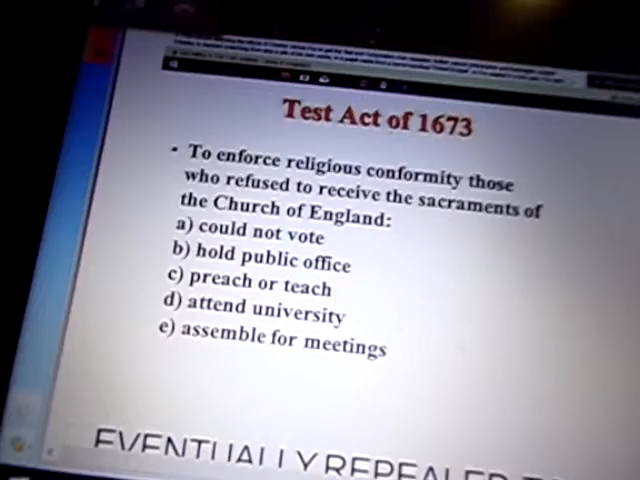 Test Act of 1673
• To enforce religious conformity those
who refused to receive the sacraments of
the Church of England:
a) could not vote
b) hold public office
c) preach or teach
d) attend university
e) assemble for meetings
EVENTUALLY REPEALED